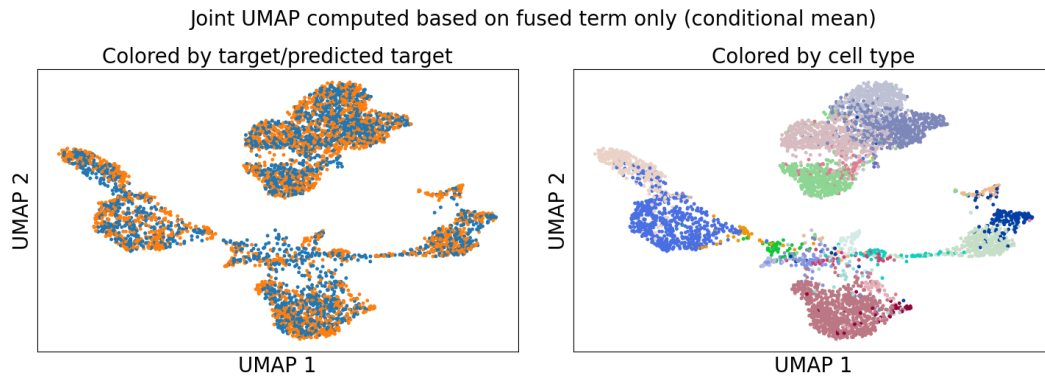 Joint UMAP computed based on fused term only (conditional mean)
Colored by target/predicted target
Colored by cell type
UMAP 2
UMAP 2
UMAP 1
UMAP 1